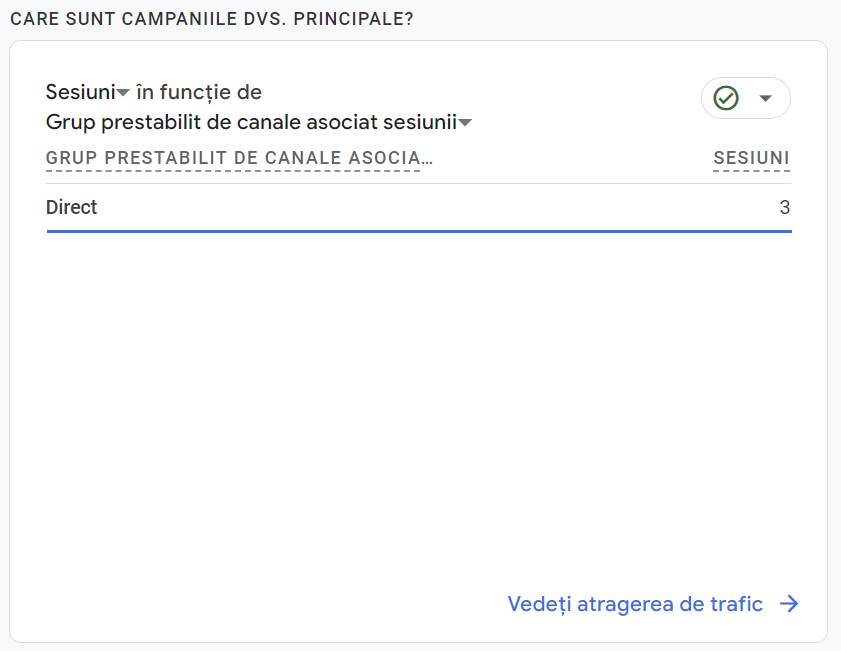 CARE SUNT CAMPANIILE DVS. PRINCIPALE?
Sesiuni în funcție de
Grup prestabilit de canale asociat sesiunii
GRUP PRESTABILIT DE CANALE ASOCIA... SESIUNI
Direct 3
Vedeți atragerea de trafic